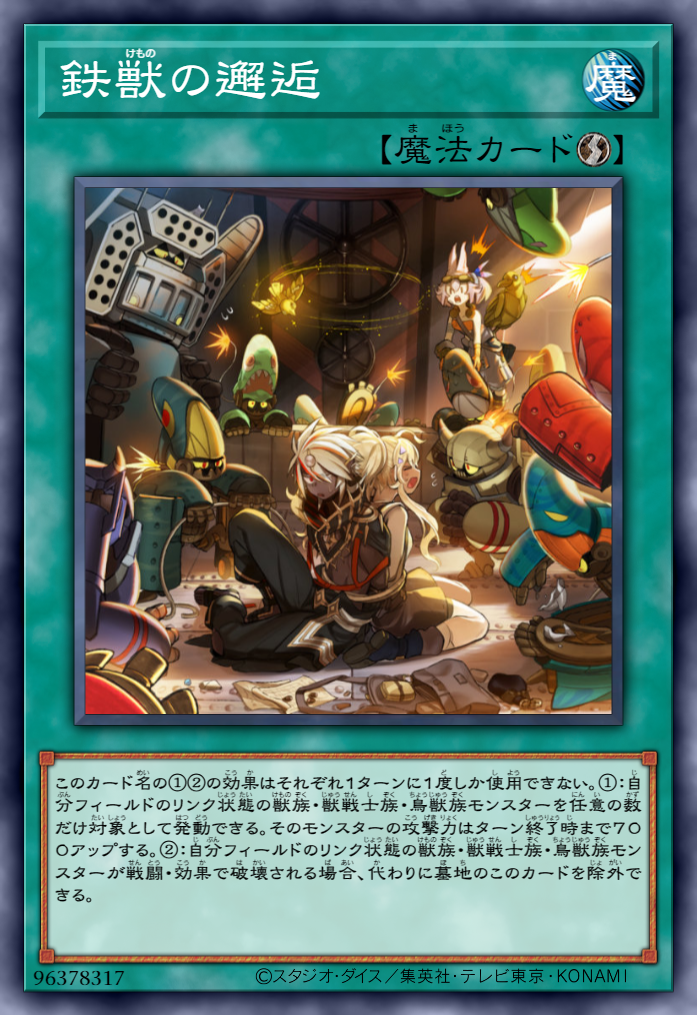 鉄獣の邂逅
けもの
魔
ま
【魔法カード】
ま ほう
このカード名の①②の効果はそれぞれ1ターンに1度しか使用できない。①:自
分フィールドのリンク状態の獣族・獣戦士族・鳥獣族モンスターを任意の数
だけ対象として発動できる。そのモンスターの攻撃力はターン終了時まで70
0アップする。②:自分フィールドのリンク状態の獣族・獣戦士族・鳥獣族モン
スターが戦闘・効果で破壊される場合、代わりに墓地のこのカードを除外で
きる。
96378317
©スタジオ・ダイス/集英社・テレビ東京・KONAMI